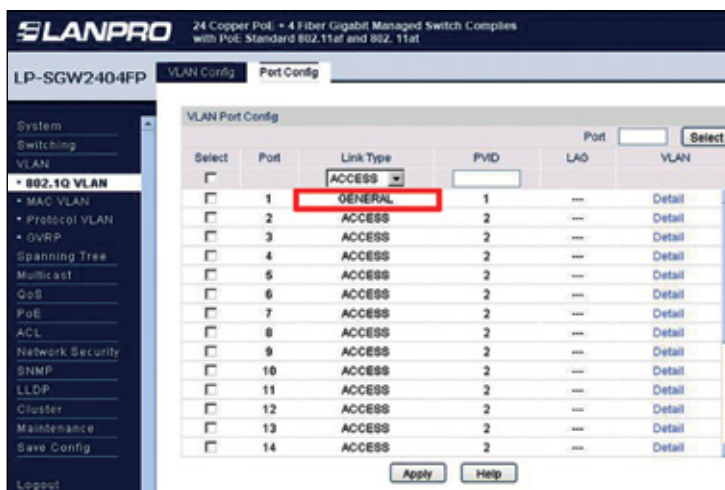 LANPRO
24 Copper PoE + 4 Fiber Gigabit Managed Switch Complies
with PoE Standard 802.11af and 802. 11at
LP-SGW2404FP
VLAN Config Port Config
System
Switching
VLAN
802.1Q VLAN
MAC VLAN
Protocol VLAN
GVRP
Spanning Tree
Multicast
QoS
PoE
ACL
Network Security
SNMP
LLDP
Cluster
Maintenance
Save Config
Logout
VLAN Port Config
Port Select
Select Port Link Type PVID LAG VLAN
ACCESS
1 GENERAL 1 --- Detail
2 ACCESS 2 --- Detail
3 ACCESS 2 --- Detail
4 ACCESS 2 --- Detail
5 ACCESS 2 --- Detail
6 ACCESS 2 --- Detail
7 ACCESS 2 --- Detail
8 ACCESS 2 --- Detail
9 ACCESS 2 --- Detail
10 ACCESS 2 --- Detail
11 ACCESS 2 --- Detail
12 ACCESS 2 --- Detail
13 ACCESS 2 --- Detail
14 ACCESS 2 --- Detail
Apply Help